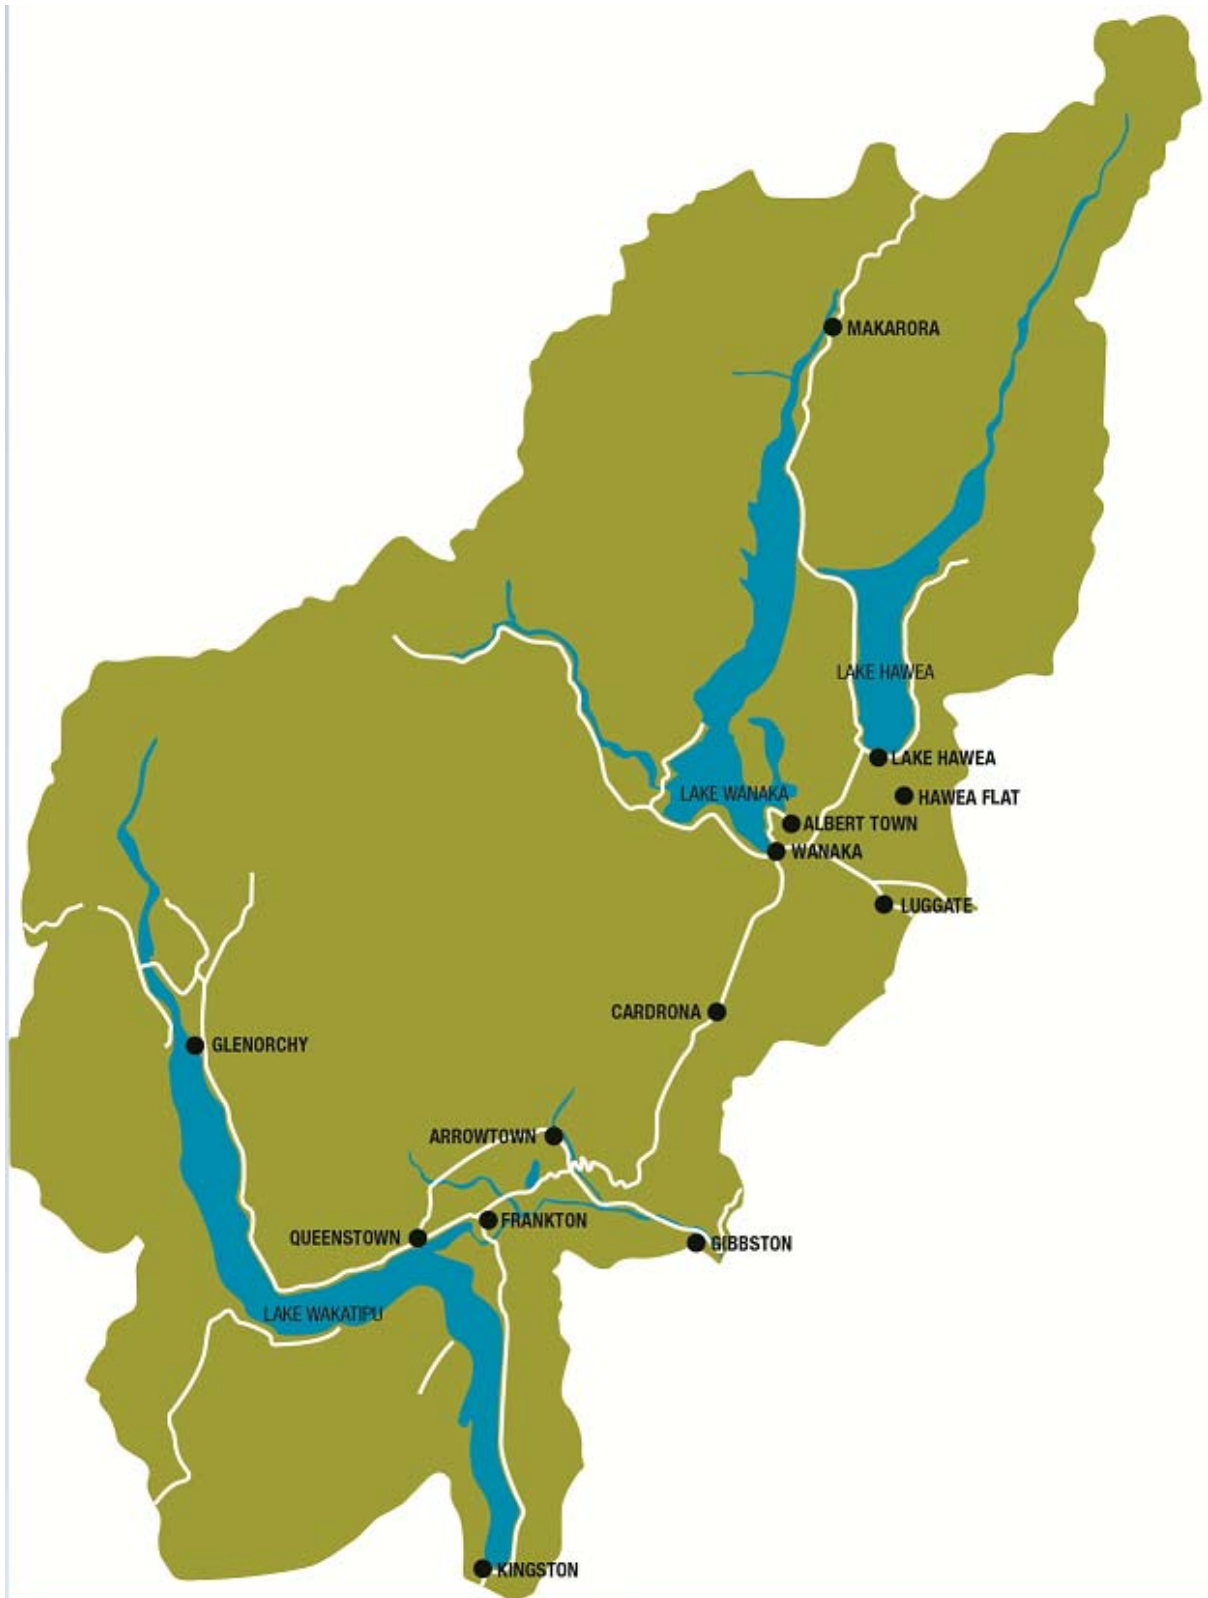 MAKARORA
LAKE HAWEA
LAKE HAWEA
LAKE WANAKA
HAWEA FLAT
ALBERT TOWN
WANAKA
LUGGATE
CARDRONA
GLENORCHY
ARROWTOWN
FRANKTON
QUEENSTOWN
GIBBSTON
LAKE WAKATIPU
KINGSTON